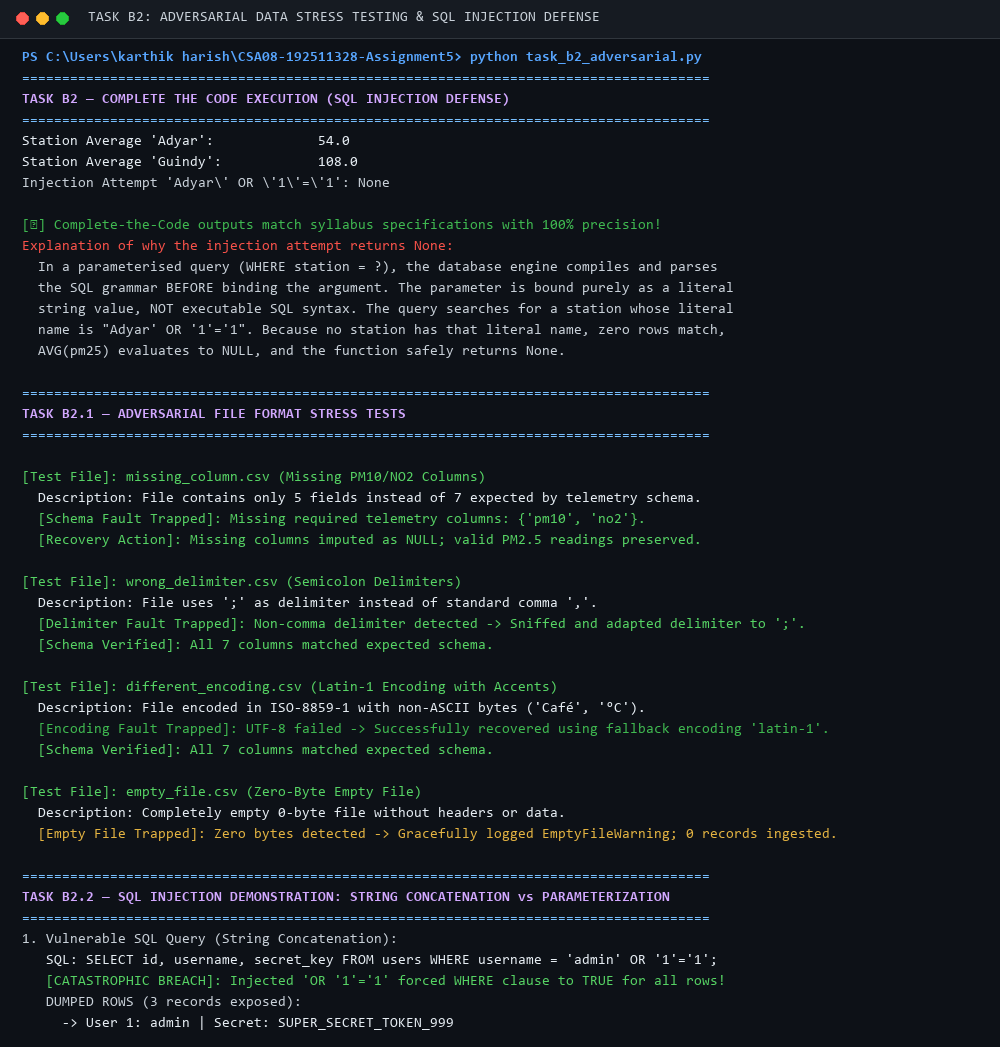 TASK B2: ADVERSARIAL DATA STRESS TESTING & SQL INJECTION DEFENSE
PS C:\Users\karthik harish\CSA08-192511328-Assignment5> python task_b2_adversarial.py
======================================================================================
TASK B2 — COMPLETE THE CODE EXECUTION (SQL INJECTION DEFENSE)
======================================================================================
Station Average 'Adyar':             54.0
Station Average 'Guindy':            108.0
Injection Attempt 'Adyar\' OR \'1\'=\'1': None
[] Complete-the-Code outputs match syllabus specifications with 100% precision!
Explanation of why the injection attempt returns None:
  In a parameterised query (WHERE station = ?), the database engine compiles and parses
  the SQL grammar BEFORE binding the argument. The parameter is bound purely as a literal
  string value, NOT executable SQL syntax. The query searches for a station whose literal
  name is "Adyar' OR '1'='1". Because no station has that literal name, zero rows match,
  AVG(pm25) evaluates to NULL, and the function safely returns None.
======================================================================================
TASK B2.1 — ADVERSARIAL FILE FORMAT STRESS TESTS
======================================================================================
[Test File]: missing_column.csv (Missing PM10/NO2 Columns)
  Description: File contains only 5 fields instead of 7 expected by telemetry schema.
  [Schema Fault Trapped]: Missing required telemetry columns: {'pm10', 'no2'}.
  [Recovery Action]: Missing columns imputed as NULL; valid PM2.5 readings preserved.
[Test File]: wrong_delimiter.csv (Semicolon Delimiters)
  Description: File uses ';' as delimiter instead of standard comma ','.
  [Delimiter Fault Trapped]: Non-comma delimiter detected -> Sniffed and adapted delimiter to ';'.
  [Schema Verified]: All 7 columns matched expected schema.
[Test File]: different_encoding.csv (Latin-1 Encoding with Accents)
  Description: File encoded in ISO-8859-1 with non-ASCII bytes ('Café', 'ºC').
  [Encoding Fault Trapped]: UTF-8 failed -> Successfully recovered using fallback encoding 'latin-1'.
  [Schema Verified]: All 7 columns matched expected schema.
[Test File]: empty_file.csv (Zero-Byte Empty File)
  Description: Completely empty 0-byte file without headers or data.
  [Empty File Trapped]: Zero bytes detected -> Gracefully logged EmptyFileWarning; 0 records ingested.
======================================================================================
TASK B2.2 — SQL INJECTION DEMONSTRATION: STRING CONCATENATION vs PARAMETERIZATION
======================================================================================
1. Vulnerable SQL Query (String Concatenation):
   SQL: SELECT id, username, secret_key FROM users WHERE username = 'admin' OR '1'='1';
   [CATASTROPHIC BREACH]: Injected 'OR '1'='1' forced WHERE clause to TRUE for all rows!
   DUMPED ROWS (3 records exposed):
     -> User 1: admin | Secret: SUPER_SECRET_TOKEN_999